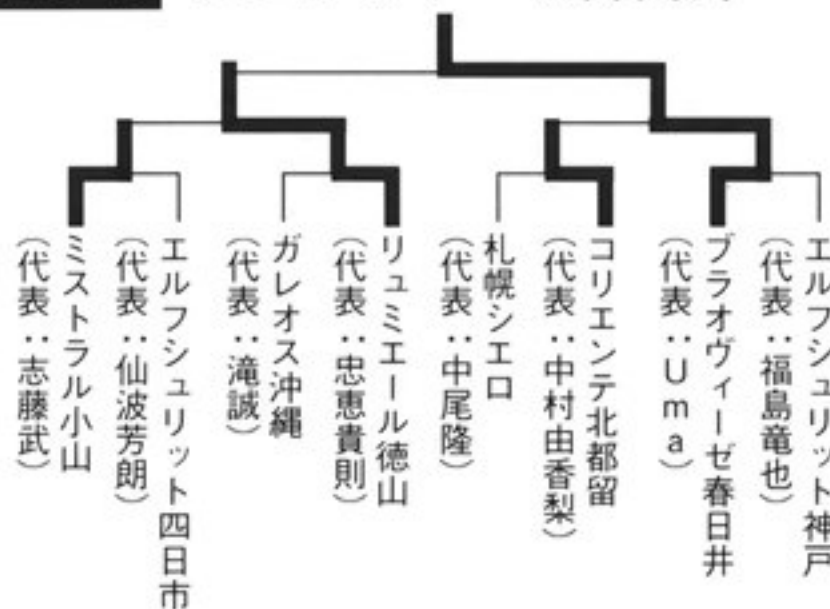 ミストラル小山
（代表：志藤武）
エルフシュリット四日市
（代表：仙波芳朗）
ガレオス沖縄
（代表：滝誠）
リュミエール徳山
（代表：忠恵貴則）
札幌シエロ
（代表：中尾隆）
コリエンテ北都留
（代表：中村由香梨）
ブラオヴィーゼ春日井
（代表：Uma）
エルフシュリット神戸
（代表：福島竜也）